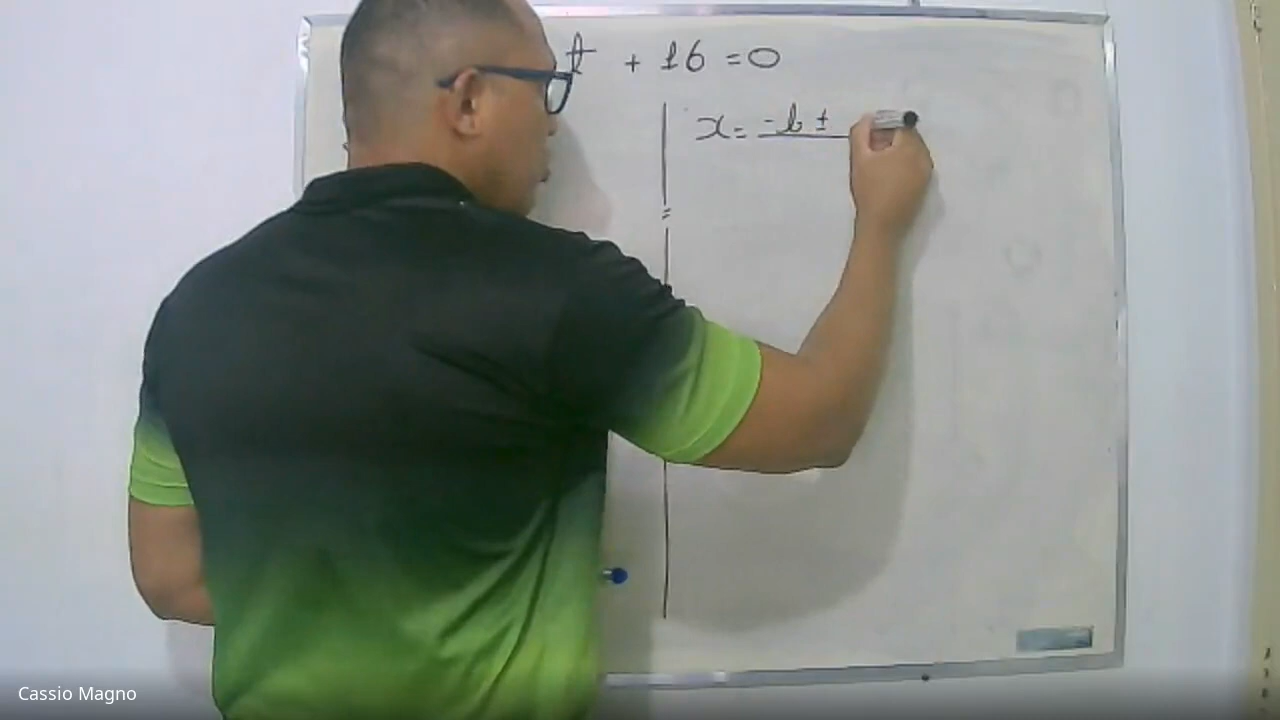 t + 16 = 0
x = -b ±
Cassio Magno